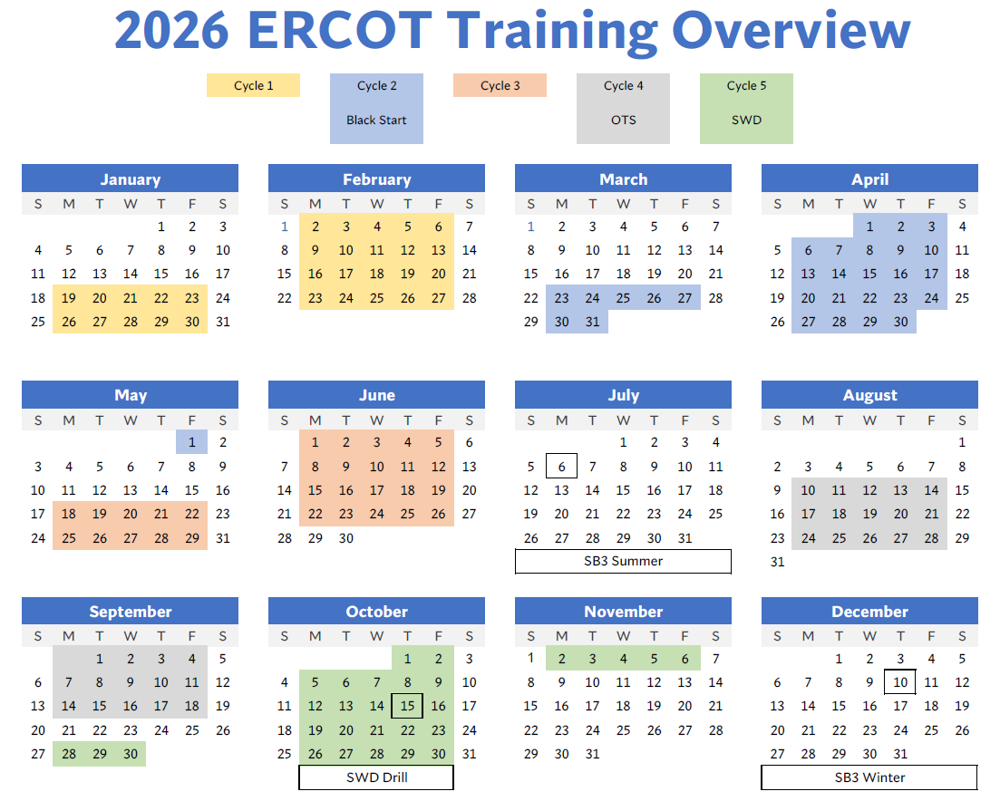 2026 ERCOT Training Overview
Cycle 1 Cycle 2 Cycle 3 Cycle 4 Cycle 5
Black Start OTS SWD
January February March April
S M T W T F S S M T W T F S S M T W T F S S M T W T F S
1 2 3 1 2 3 4 5 6 7 1 2 3 4 5 6 7 1 2 3 4
4 5 6 7 8 9 10 8 9 10 11 12 13 14 8 9 10 11 12 13 14 5 6 7 8 9 10 11
11 12 13 14 15 16 17 15 16 17 18 19 20 21 15 16 17 18 19 20 21 12 13 14 15 16 17 18
18 19 20 21 22 23 24 22 23 24 25 26 27 28 22 23 24 25 26 27 28 19 20 21 22 23 24 25
25 26 27 28 29 30 31 29 30 31 26 27 28 29 30
May June July August
S M T W T F S S M T W T F S S M T W T F S S M T W T F S
1 2 1 2 3 4 5 6 1 2 3 4 1
3 4 5 6 7 8 9 7 8 9 10 11 12 13 5 6 7 8 9 10 11 2 3 4 5 6 7 8
10 11 12 13 14 15 16 14 15 16 17 18 19 20 12 13 14 15 16 17 18 9 10 11 12 13 14 15
17 18 19 20 21 22 23 21 22 23 24 25 26 27 19 20 21 22 23 24 25 16 17 18 19 20 21 22
24 25 26 27 28 29 31 28 29 30 26 27 28 29 30 31 23 24 25 26 27 28 29
SB3 Summer 31
September October November December
S M T W T F S S M T W T F S S M T W T F S S M T W T F S
1 2 3 4 5 1 2 3 1 2 3 4 5 6 7 1 2 3 4 5
6 7 8 9 10 11 12 4 5 6 7 8 9 10 8 9 10 11 12 13 14 6 7 8 9 10 11 12
13 14 15 16 17 18 19 11 12 13 14 15 16 17 15 16 17 18 19 20 21 13 14 15 16 17 18 19
20 21 22 23 24 25 26 18 19 20 21 22 23 24 22 23 24 25 26 27 28 20 21 22 23 24 25 26
27 28 29 30 25 26 27 28 29 30 31 29 30 31 27 28 29 30 31
SWD Drill SB3 Winter